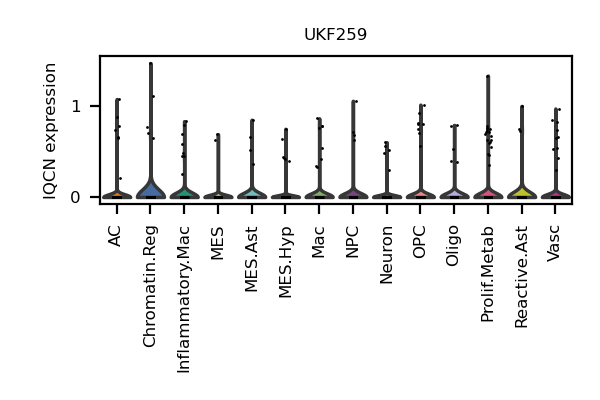 UKF259
IQCN expression
1
0
AC
Chromatin.Reg
Inflammatory.Mac
MES
MES.Ast
MES.Hyp
Mac
NPC
Neuron
OPC
Oligo
Prolif.Metab
Reactive.Ast
Vasc